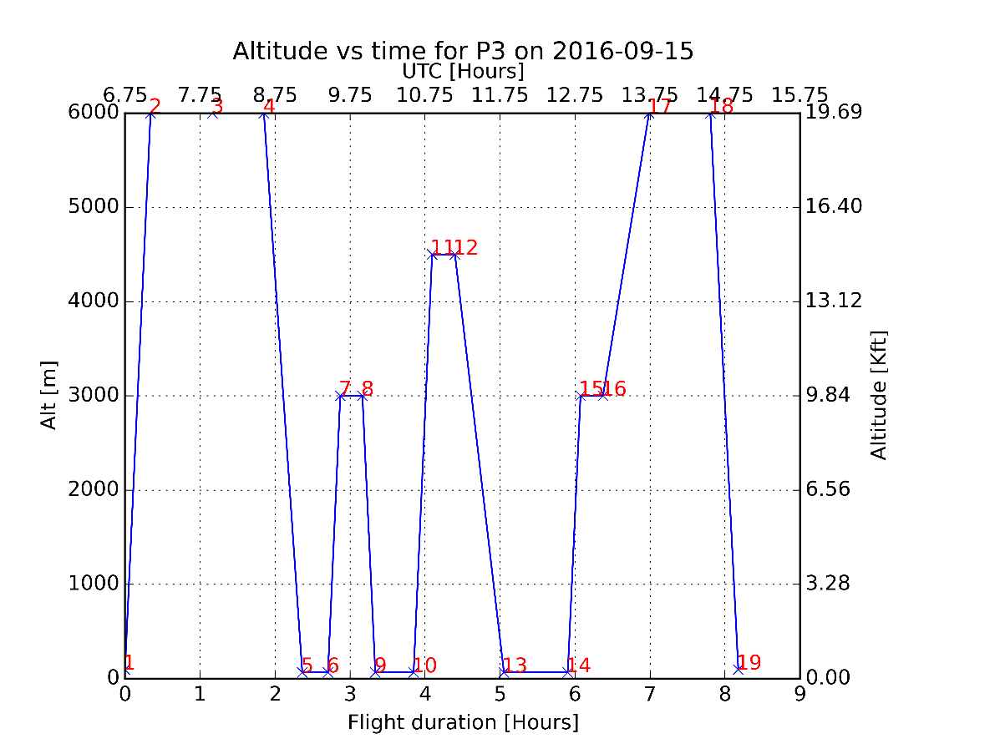 Altitude vs time for P3 on 2016-09-15
UTC [Hours]
6.75 7.75 8.75 9.75 10.75 11.75 12.75 13.75 14.75 15.75
6000 2 3 4 17 18 19.69
5000 16.40
11 12
4000 13.12
Alt [m]
Altitude [Kft]
3000 7 8 15 16 9.84
2000 6.56
1000 3.28
1 5 6 9 10 13 14 19
0 0.00
0 1 2 3 4 5 6 7 8 9
Flight duration [Hours]